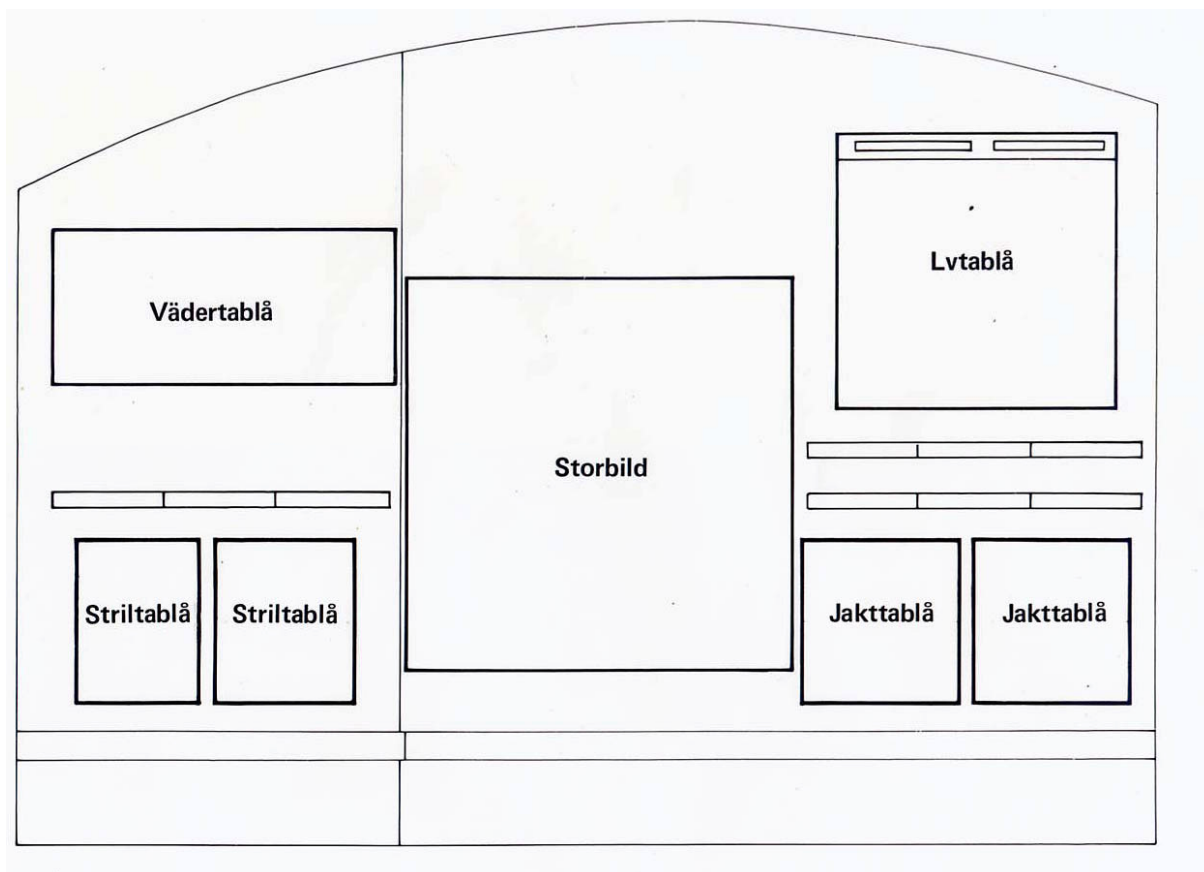 Vädertablå
Lvtablå
Storbild
Striltablå
Striltablå
Jakttablå
Jakttablå